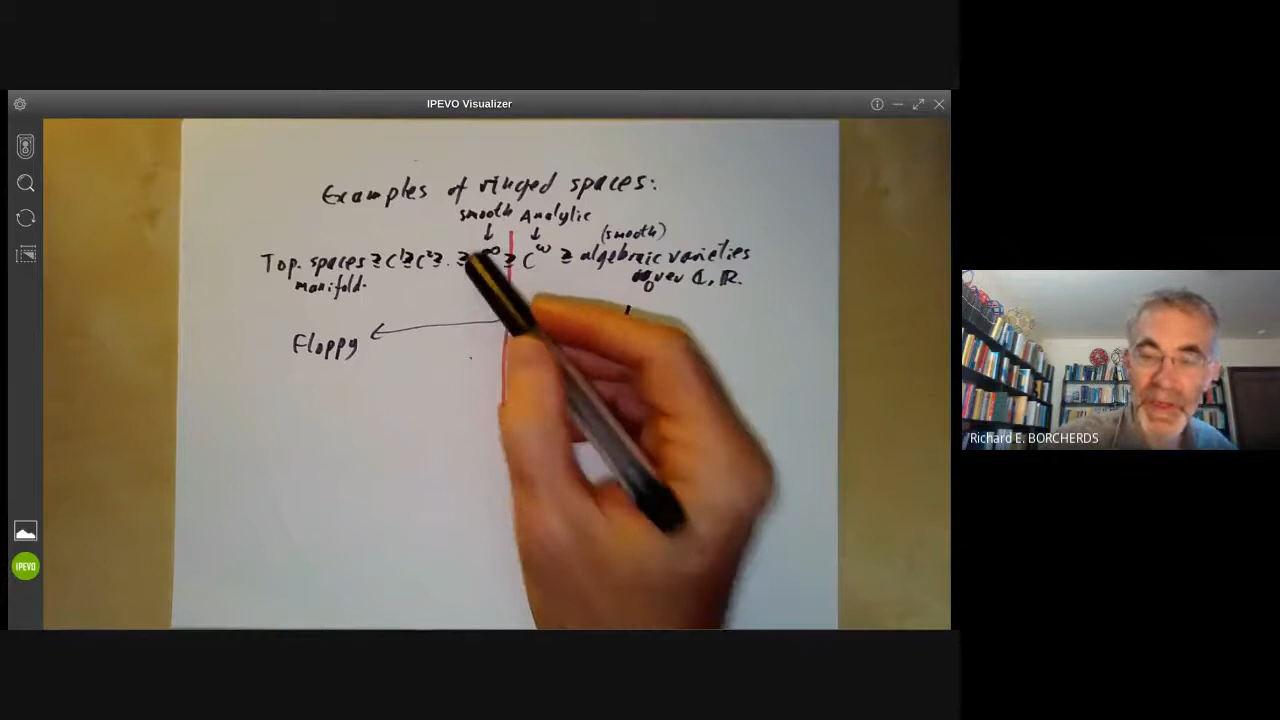 IPEVO Visualizer
Examples of ringed spaces:
smooth Analytic
↓ ↓ (smooth)
Top. spaces ≥ C¹ ≥ C² ≥ . ≥ ∞ ≥ C^ω ≥ algebraic varieties
manifold. over ℂ, ℝ.
Floppy
IPEVO
Richard E. BORCHERDS